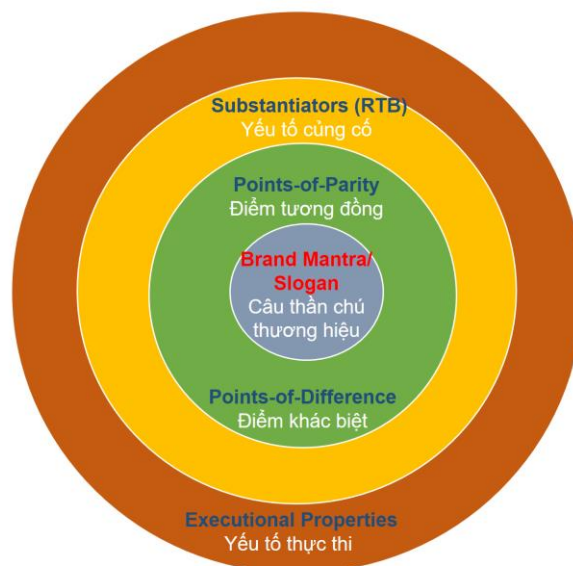 Substantiators (RTB)
Yếu tố củng cố
Points-of-Parity
Điểm tương đồng
Brand Mantra/
Slogan
Câu thần chú
thương hiệu
Points-of-Difference
Điểm khác biệt
Executional Properties
Yếu tố thực thi